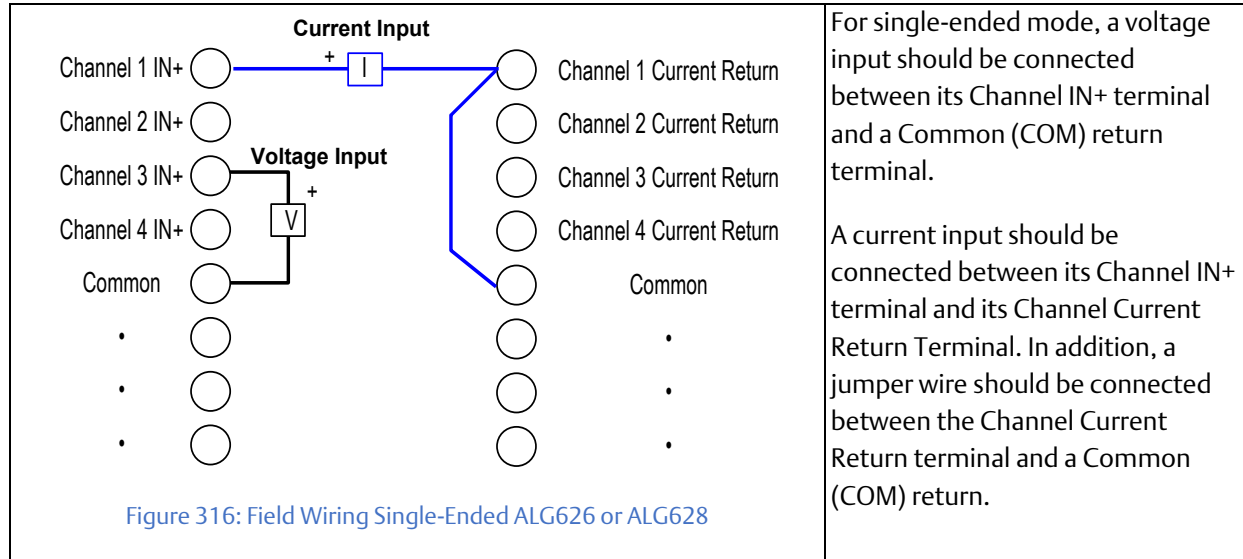 Current Input
+
I
Channel 1 IN+
Channel 1 Current Return
Channel 2 IN+
Channel 2 Current Return
Voltage Input
Channel 3 IN+
Channel 3 Current Return
+
V
Channel 4 IN+
Channel 4 Current Return
Common
Common
Figure 316: Field Wiring Single-Ended ALG626 or ALG628
For single-ended mode, a voltage
input should be connected
between its Channel IN+ terminal
and a Common (COM) return
terminal.
A current input should be
connected between its Channel IN+
terminal and its Channel Current
Return Terminal. In addition, a
jumper wire should be connected
between the Channel Current
Return terminal and a Common
(COM) return.